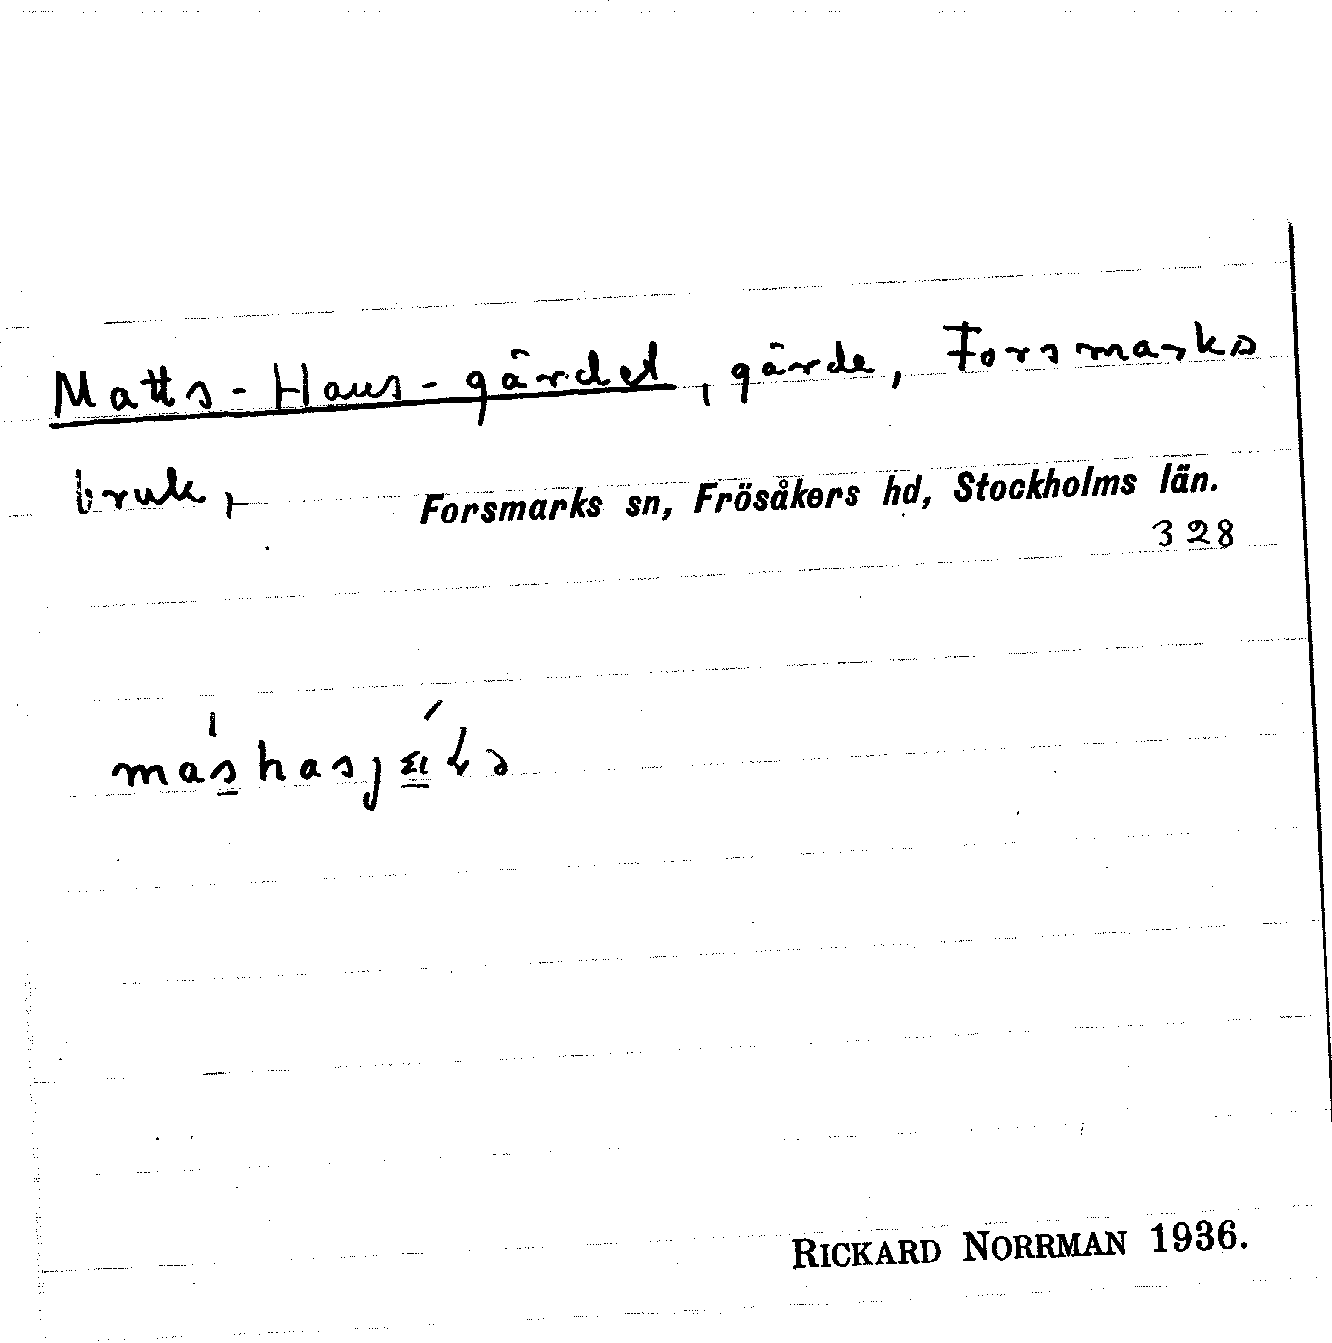 Matts-Hans-gärdet, gärde, Forsmarks
bruk,
Forsmarks sn, Frösåkers hd, Stockholms län.
328
RICKARD NORRMAN 1936.